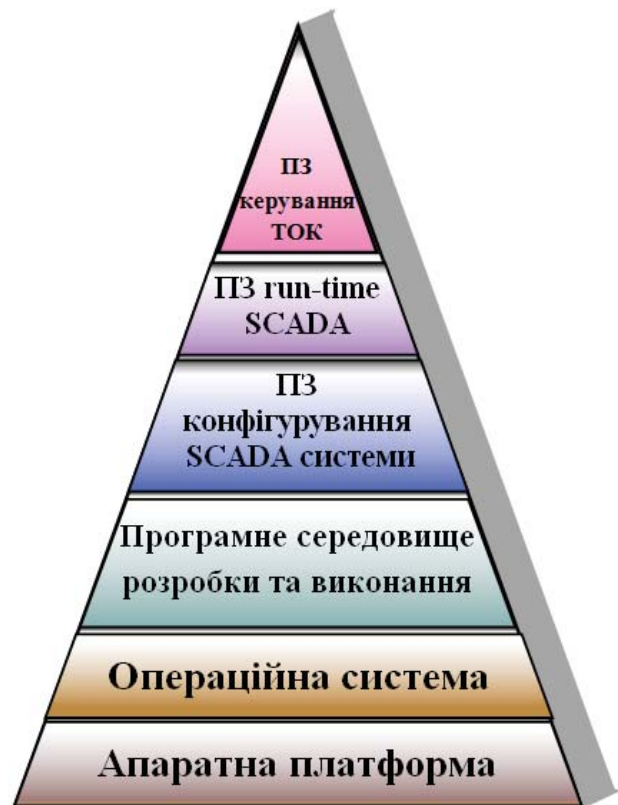 ПЗ
керування
ТОК
ПЗ run-time
SCADA
ПЗ
конфігурування
SCADA системи
Програмне середовище
розробки та виконання
Операційна система
Апаратна платформа